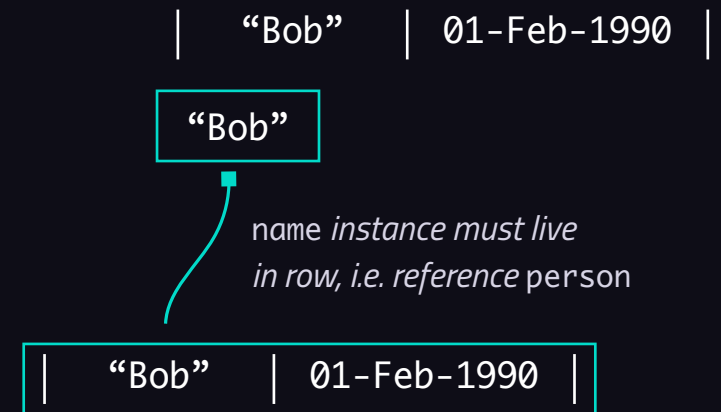 | “Bob” | 01-Feb-1990 |
“Bob”
name instance must live
in row, i.e. reference person
| “Bob” | 01-Feb-1990 |